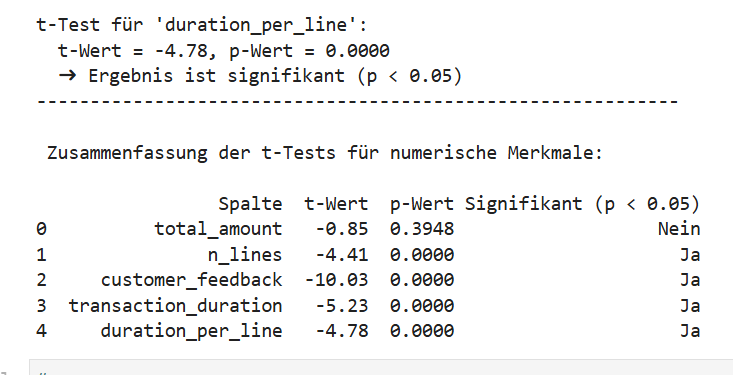 t-Test für 'duration_per_line':
t-Wert = -4.78, p-Wert = 0.0000
→ Ergebnis ist signifikant (p < 0.05)
------------------------------------------------------------
Zusammenfassung der t-Tests für numerische Merkmale:
Spalte t-Wert p-Wert Signifikant (p < 0.05)
0 total_amount -0.85 0.3948 Nein
1 n_lines -4.41 0.0000 Ja
2 customer_feedback -10.03 0.0000 Ja
3 transaction_duration -5.23 0.0000 Ja
4 duration_per_line -4.78 0.0000 Ja